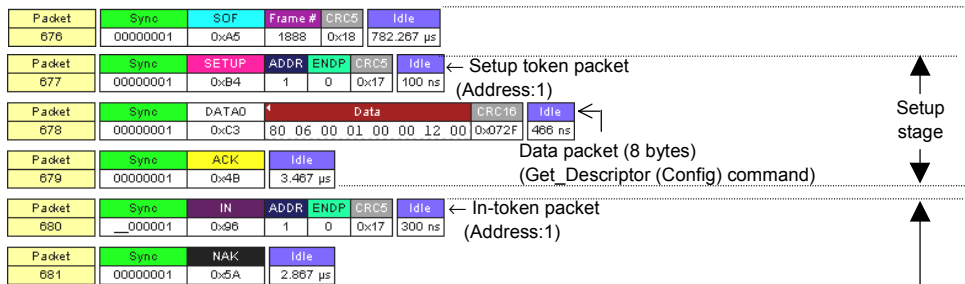 Packet Sync SOF Frame # CRC5 Idle
676 00000001 0xA5 1888 0x18 782.267 µs
Packet Sync SETUP ADDR ENDP CRC5 Idle ← Setup token packet
677 00000001 0xB4 1 0 0x17 100 ns (Address:1)
Packet Sync DATA0 Data CRC16 Idle
678 00000001 0xC3 80 06 00 01 00 00 12 00 0x072F 466 ns
Setup
stage
Data packet (8 bytes)
Packet Sync ACK Idle
679 00000001 0x4B 3.467 µs
(Get_Descriptor (Config) command)
Packet Sync IN ADDR ENDP CRC5 Idle ← In-token packet
680 __000001 0x96 1 0 0x17 300 ns (Address:1)
Packet Sync NAK Idle
681 00000001 0x5A 2.867 µs